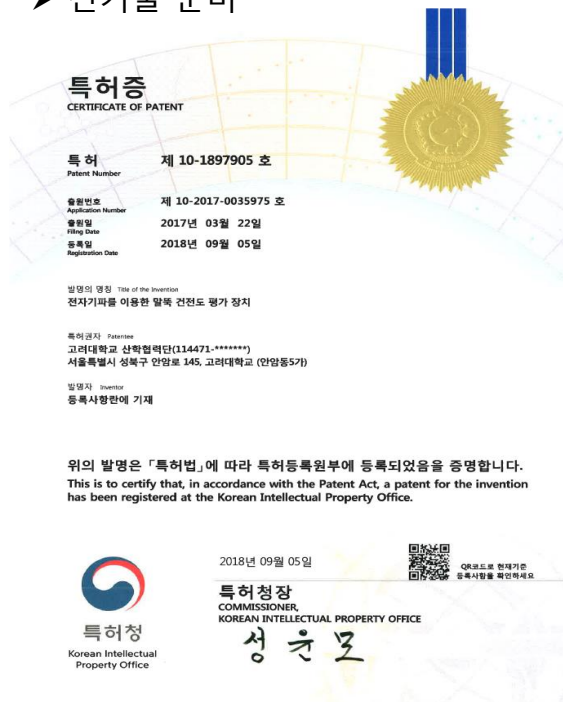 ➤ 신기술 준비
특허증
CERTIFICATE OF PATENT
특 허
Patent Number
제 10-1897905 호
출원번호
Application Number
제 10-2017-0035975 호
출원일
Filing Date
2017년 03월 22일
등록일
Registration Date
2018년 09월 05일
발명의 명칭 Title of the Invention
전자기파를 이용한 말뚝 건전도 평가 장치
특허권자 Patentee
고려대학교 산학협력단(114471-*******)
서울특별시 성북구 안암로 145, 고려대학교 (안암동5가)
발명자 Inventor
등록사항란에 기재
위의 발명은 「특허법」에 따라 특허등록원부에 등록되었음을 증명합니다.
This is to certify that, in accordance with the Patent Act, a patent for the invention
has been registered at the Korean Intellectual Property Office.
2018년 09월 05일
QR코드로 현재기준
등록사항을 확인하세요
특허청장
COMMISSIONER,
KOREAN INTELLECTUAL PROPERTY OFFICE
성윤모
특허청
Korean Intellectual
Property Office